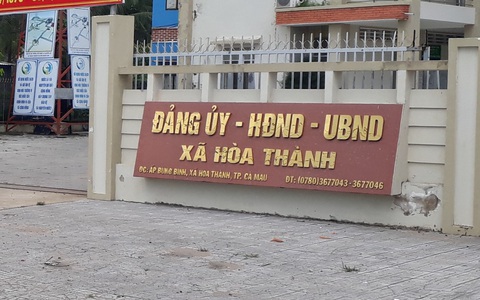 ĐẢNG ỦY - HĐND - UBND
XÃ HÒA THÀNH
ĐC: ẤP BÙNG BINH, XÃ HÒA THÀNH, TP. CÀ MAU ĐT: (0780)3677043 -3677046